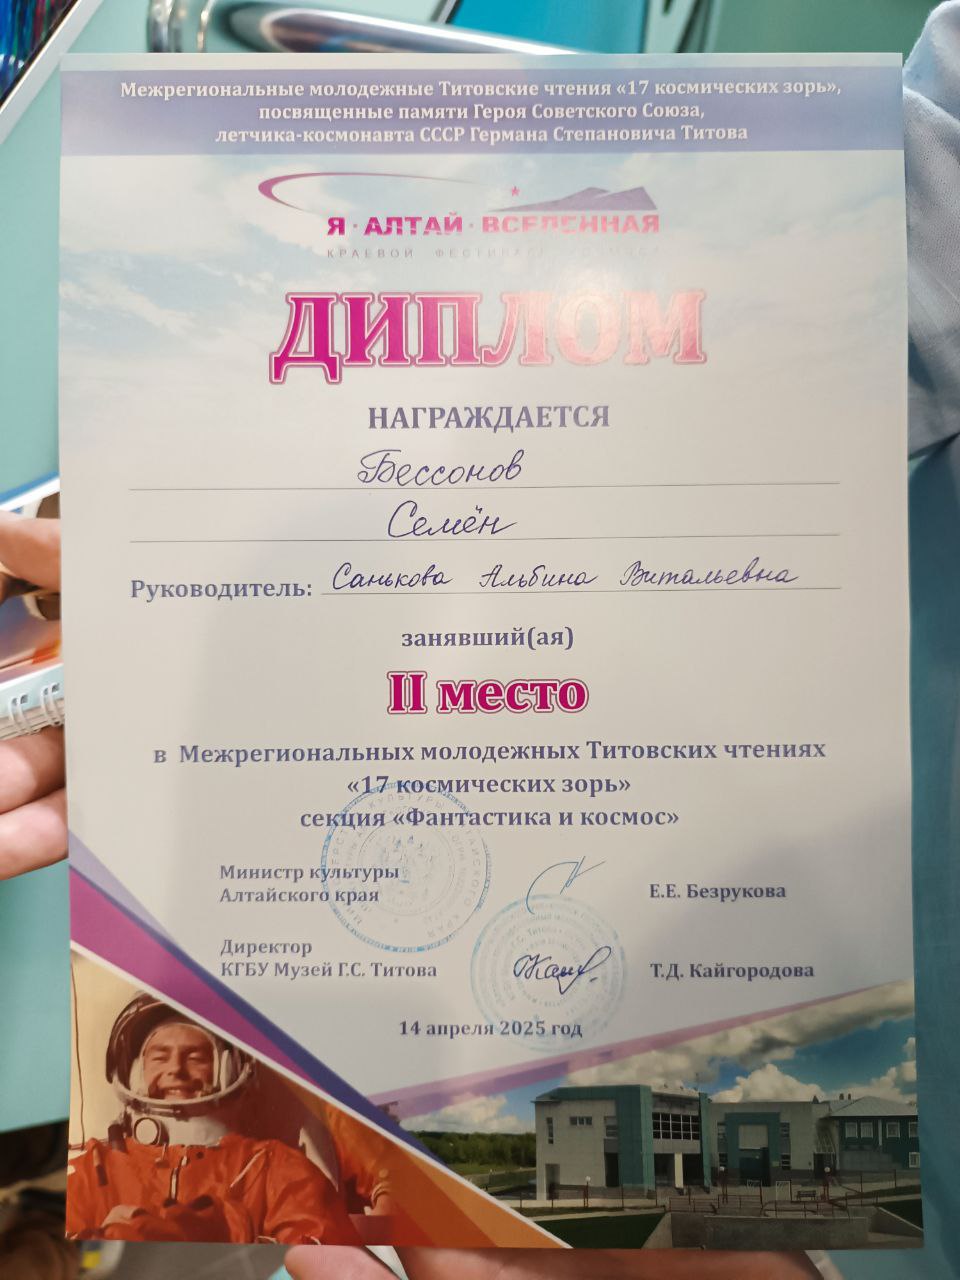 Межрегиональные молодежные Титовские чтения «17 космических зорь»,
посвященные памяти Героя Советского Союза,
летчика-космонавта СССР Германа Степановича Титова
Я · АЛТАЙ · ВСЕЛЕННАЯ
КРАЕВОЙ ФЕСТИВАЛЬ
ДИПЛОМ
НАГРАЖДАЕТСЯ
Бессонов
Семён
Руководитель: Санькова Альбина Витальевна
занявший(ая)
II место
в Межрегиональных молодежных Титовских чтениях
«17 космических зорь»
секция «Фантастика и космос»
Министр культуры
Алтайского края
Е.Е. Безрукова
Директор
КГБУ Музей Г.С. Титова
Т.Д. Кайгородова
14 апреля 2025 год